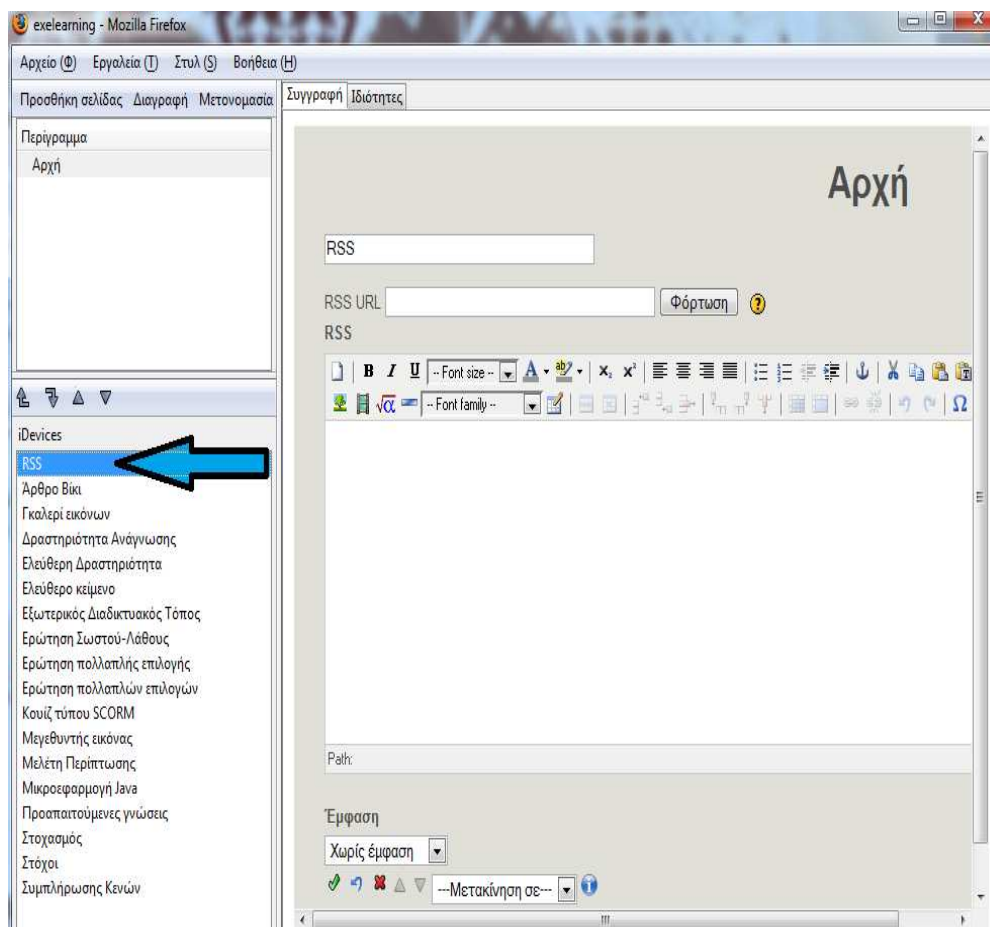 exelearning - Mozilla Firefox
Αρχείο (Φ) Εργαλεία (Τ) Στυλ (S) Βοήθεια (Η)
Προσθήκη σελίδας Διαγραφή Μετονομασία
Περίγραμμα
Αρχή
iDevices
RSS
Άρθρο Βίκι
Γκαλερί εικόνων
Δραστηριότητα Ανάγνωσης
Ελεύθερη Δραστηριότητα
Ελεύθερο κείμενο
Εξωτερικός Διαδικτυακός Τόπος
Ερώτηση Σωστού-Λάθους
Ερώτηση πολλαπλής επιλογής
Ερώτηση πολλαπλών επιλογών
Κουίζ τύπου SCORM
Μεγεθυντής εικόνας
Μελέτη Περίπτωσης
Μικροεφαρμογή Java
Προαπαιτούμενες γνώσεις
Στοχασμός
Στόχοι
Συμπλήρωσης Κενών
Συγγραφή Ιδιότητες
Αρχή
RSS
RSS URL Φόρτωση
RSS
B I U -- Font size -- A
-- Font family --
Path:
Έμφαση
Χωρίς έμφαση
---Μετακίνηση σε---